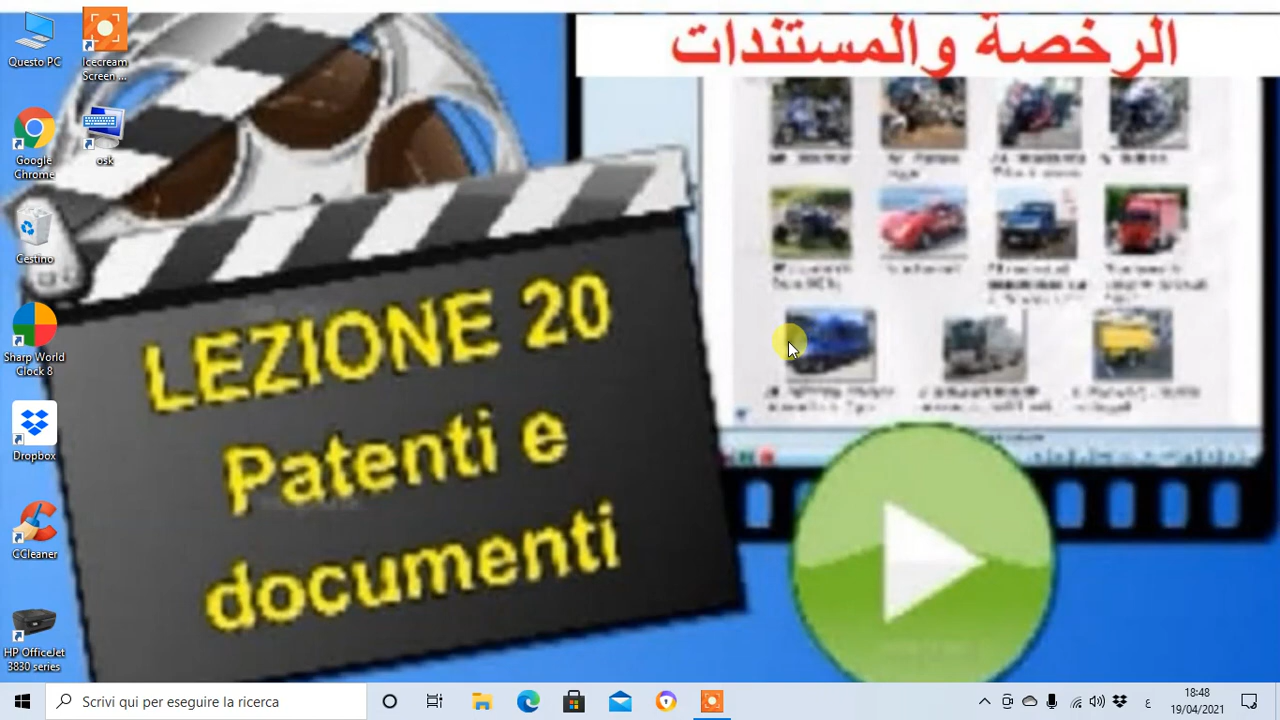 الرخصة والمستندات
LEZIONE 20
Patenti e
documenti
Questo PC
Icecream
Screen ...
Google
Chrome
osk
Cestino
Sharp World
Clock 8
Dropbox
CCleaner
HP OfficeJet
3830 series
Scrivi qui per eseguire la ricerca
ع
18:48
19/04/2021